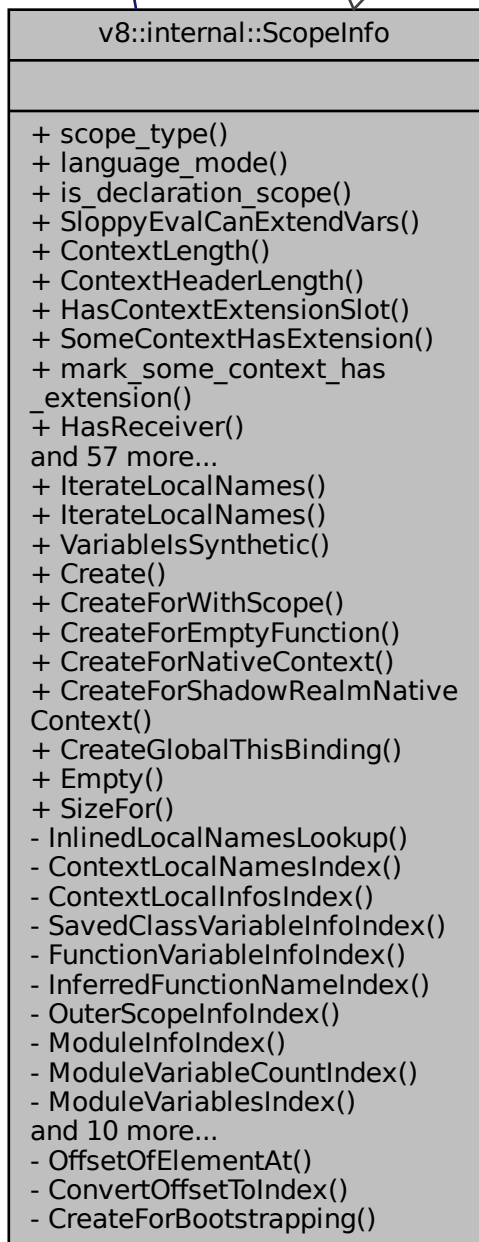 v8::internal::ScopeInfo
+ scope_type()
+ language_mode()
+ is_declaration_scope()
+ SloppyEvalCanExtendVars()
+ ContextLength()
+ ContextHeaderLength()
+ HasContextExtensionSlot()
+ SomeContextHasExtension()
+ mark_some_context_has
_extension()
+ HasReceiver()
and 57 more...
+ IterateLocalNames()
+ IterateLocalNames()
+ VariableIsSynthetic()
+ Create()
+ CreateForWithScope()
+ CreateForEmptyFunction()
+ CreateForNativeContext()
+ CreateForShadowRealmNative
Context()
+ CreateGlobalThisBinding()
+ Empty()
+ SizeFor()
- InlinedLocalNamesLookup()
- ContextLocalNamesIndex()
- ContextLocalInfosIndex()
- SavedClassVariableInfoIndex()
- FunctionVariableInfoIndex()
- InferredFunctionNameIndex()
- OuterScopeInfoIndex()
- ModuleInfoIndex()
- ModuleVariableCountIndex()
- ModuleVariablesIndex()
and 10 more...
- OffsetOfElementAt()
- ConvertOffsetToIndex()
- CreateForBootstrapping()